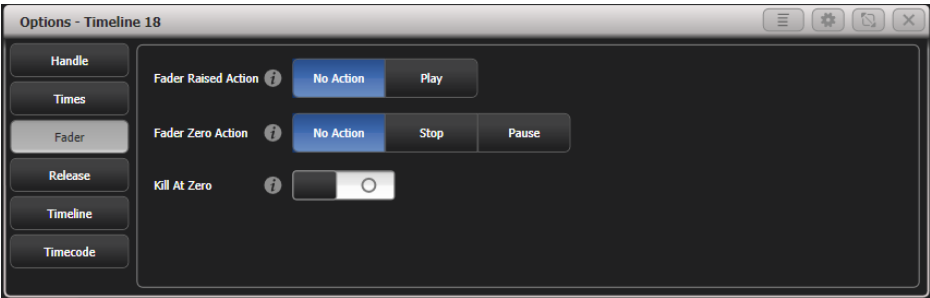 Options - Timeline 18
Handle
Times
Fader
Release
Timeline
Timecode
Fader Raised Action i No Action Play
Fader Zero Action i No Action Stop Pause
Kill At Zero i